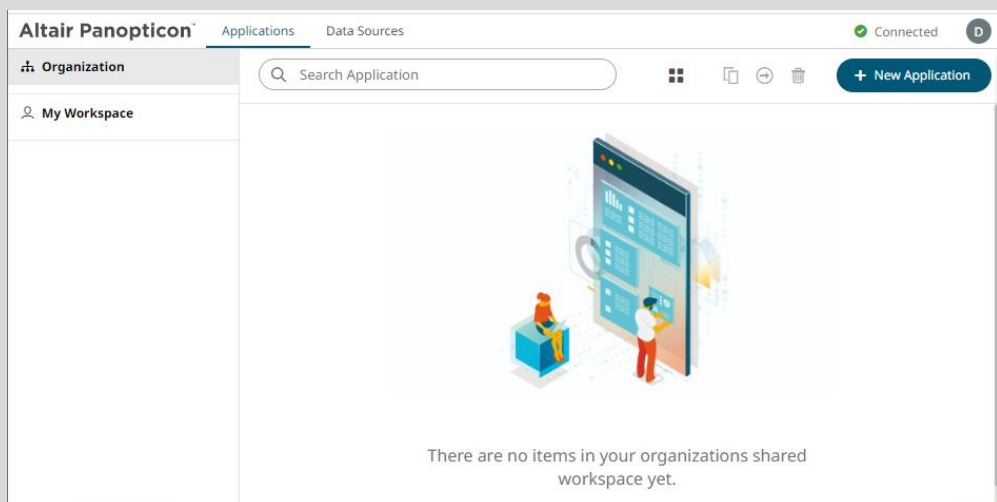 Altair Panopticon™ Applications Data Sources Connected D
Organization
Search Application
+ New Application
My Workspace
There are no items in your organizations shared
workspace yet.